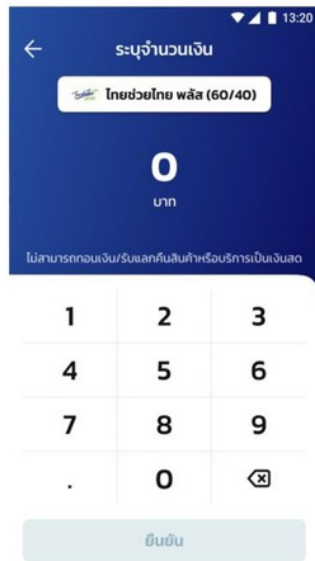 13:20
ระบุจำนวนเงิน
ไทยช่วยไทย พลัส (60/40)
0
บาท
ไม่สามารถทอนเงิน/รับแลกคืนสินค้าหรือบริการเป็นเงินสด
1 2 3
4 5 6
7 8 9
. 0
ยืนยัน